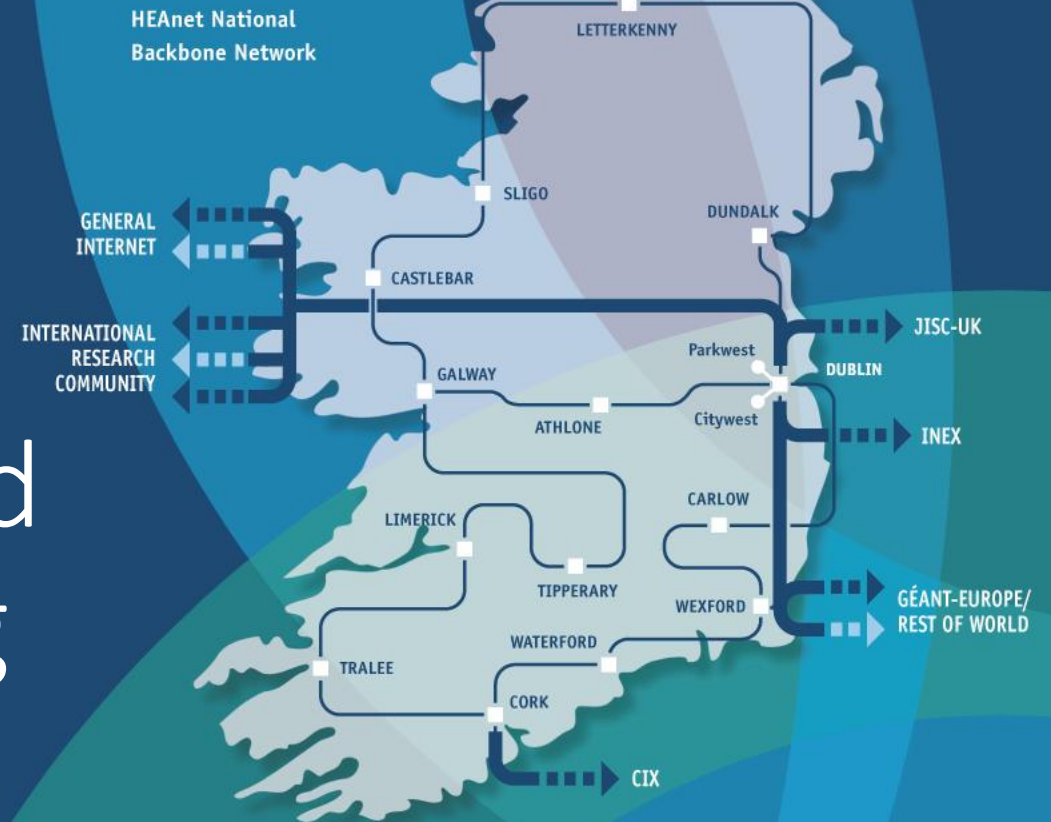 HEAnet National
Backbone Network
LETTERKENNY
SLIGO
DUNDALK
GENERAL
INTERNET
CASTLEBAR
INTERNATIONAL
RESEARCH
COMMUNITY
JISC-UK
Parkwest
DUBLIN
GALWAY
Citywest
ATHLONE
INEX
CARLOW
LIMERICK
TIPPERARY
WEXFORD
GÉANT-EUROPE/
REST OF WORLD
WATERFORD
TRALEE
CORK
CIX